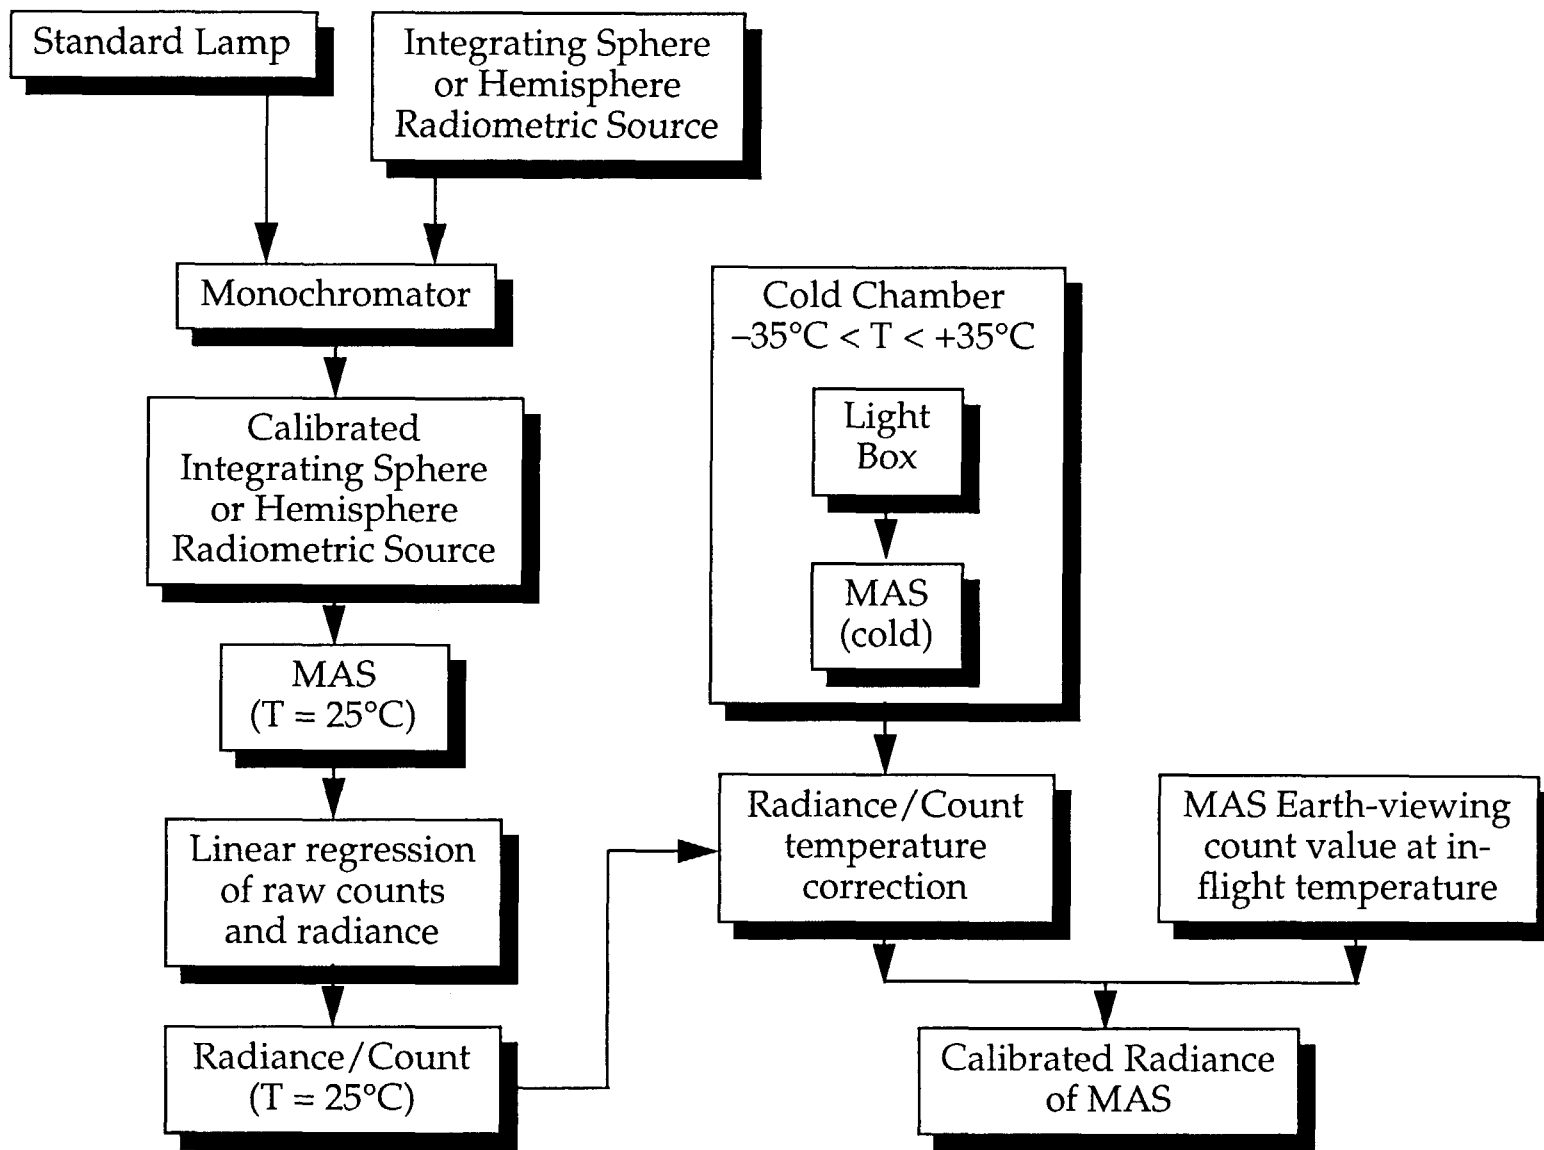 Standard Lamp
Integrating Sphere
or Hemisphere
Radiometric Source
Monochromator
Calibrated
Integrating Sphere
or Hemisphere
Radiometric Source
MAS
(T = 25°C)
Linear regression
of raw counts
and radiance
Radiance/Count
(T = 25°C)
Cold Chamber
–35°C < T < +35°C
Light
Box
MAS
(cold)
Radiance/Count
temperature
correction
MAS Earth-viewing
count value at in-
flight temperature
Calibrated Radiance
of MAS